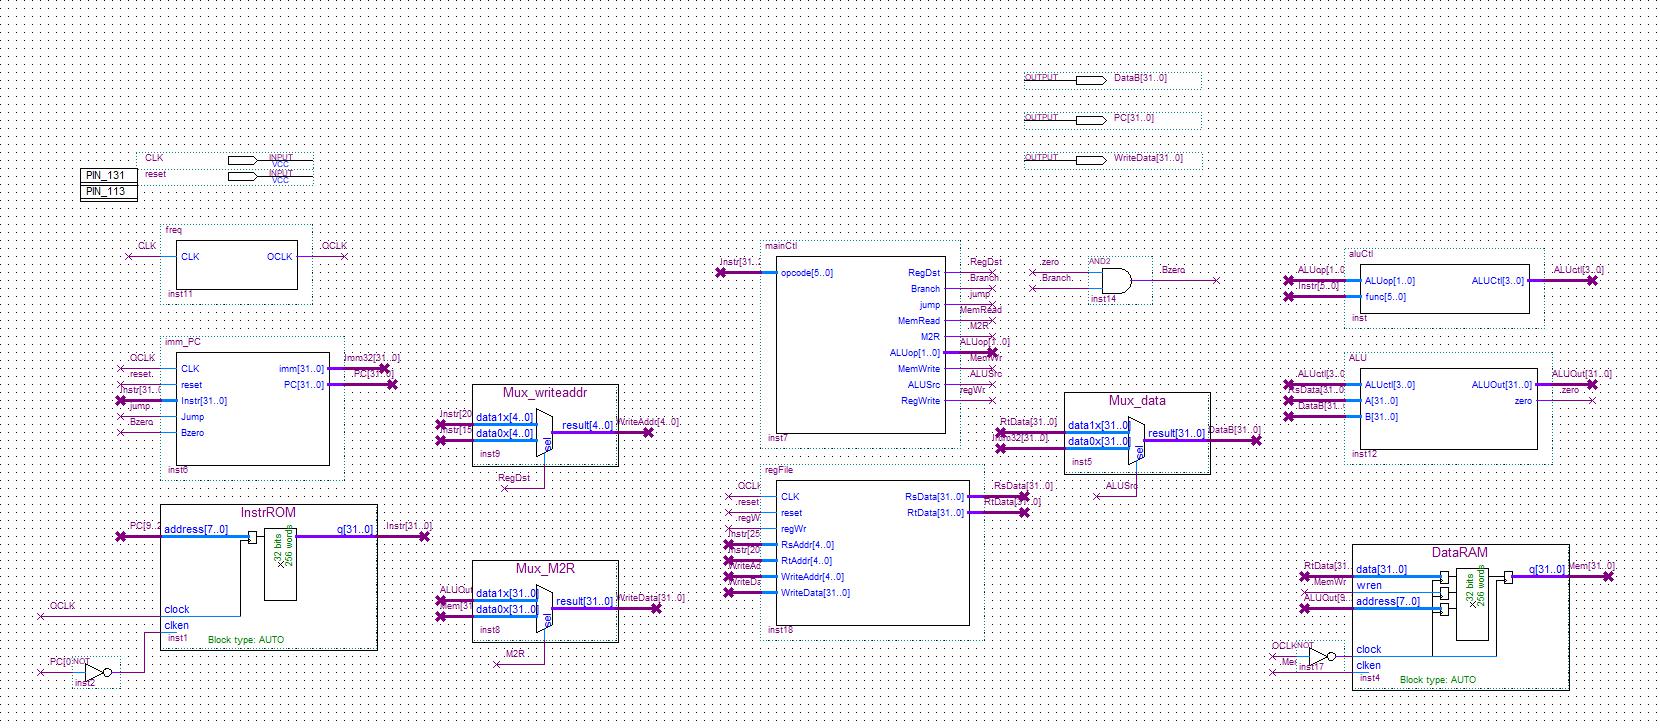 OUTPUT DataB[31..0]
OUTPUT PC[31..0]
OUTPUT WriteData[31..0]
CLK INPUT
VCC
reset INPUT
VCC
PIN_131
PIN_113
freq
CLK CLK OCLK OCLK
inst11
imm_PC
OCLK CLK imm[31..0] Imm32[31..0]
reset reset PC[31..0] PC[31..0]
Instr[31..0] Instr[31..0]
jump Jump
Bzero Bzero
inst6
InstrROM
PC[9..2 address[7..0] q[31..0] Instr[31..0]
32 bits
256 words
OCLK clock
clken
inst1
Block type: AUTO
PC[0 NOT
inst2
Mux_writeaddr
Instr[20 data1x[4..0]
Instr[15 data0x[4..0]
result[4..0] WriteAddr[4..0]
sel
inst9
RegDst
Mux_M2R
ALUOut data1x[31..0]
Mem[31 data0x[31..0]
result[31..0] WriteData[31..0]
sel
inst8
M2R
mainCtl
Instr[31.. opcode[5..0]
RegDst RegDst
Branch Branch
jump jump
MemRead MemRead
M2R M2R
ALUop[1..0] ALUop[1..0]
MemWrite MemWr
ALUSrc ALUSrc
RegWrite regWr
inst7
regFile
OCLK CLK RsData[31..0] RsData[31..0]
reset reset RtData[31..0] RtData[31..0]
regW regWr
Instr[25 RsAddr[4..0]
Instr[20 RtAddr[4..0]
WriteAd WriteAddr[4..0]
WriteDa WriteData[31..0]
inst18
zero AND2
Branch Bzero
inst14
Mux_data
RtData[31..0] data1x[31..0]
Imm32[31..0] data0x[31..0]
result[31..0] DataB[31..0]
sel
inst5
ALUSrc
aluCtl
ALUop[1..0 ALUop[1..0] ALUCtl[3..0] ALUctl[3..0]
Instr[5..0] func[5..0]
inst
ALU
ALUctl[3..0 ALUctl[3..0] ALUOut[31..0] ALUOut[31..0]
RsData[31..0 A[31..0] zero zero
DataB[31.. B[31..0]
inst12
DataRAM
RtData[31. data[31..0] q[31..0] Mem[31..0]
MemWr wren
ALUOut[9. address[7..0]
32 bits
256 words
OCLK NOT clock
inst17
clken
inst4
Block type: AUTO